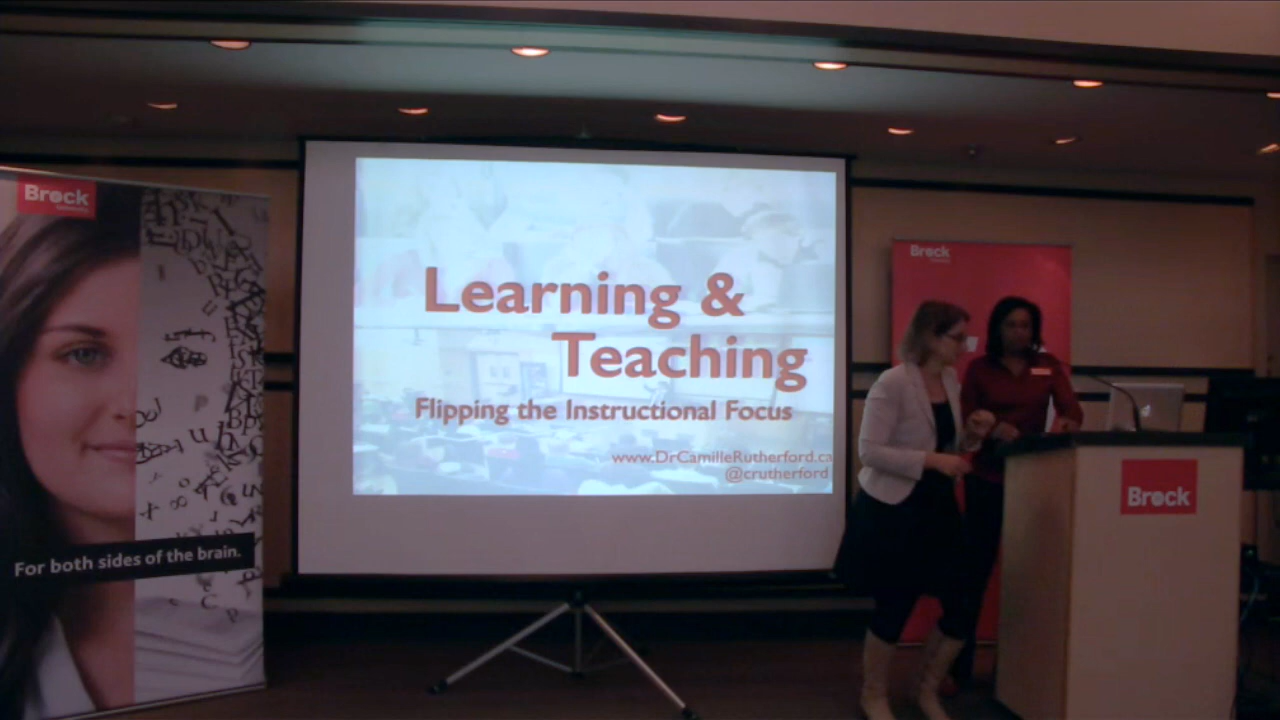 Brock
For both sides of the brain.
Learning &
Teaching
Flipping the Instructional Focus
www.DrCamilleRutherford.ca
@crutherford
Brock
Brock